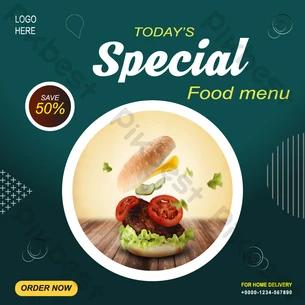 LOGO
HERE
TODAY'S
Special
Food menu
SAVE
50%
ORDER NOW
FOR HOME DELIVERY
+0000-1234-567890